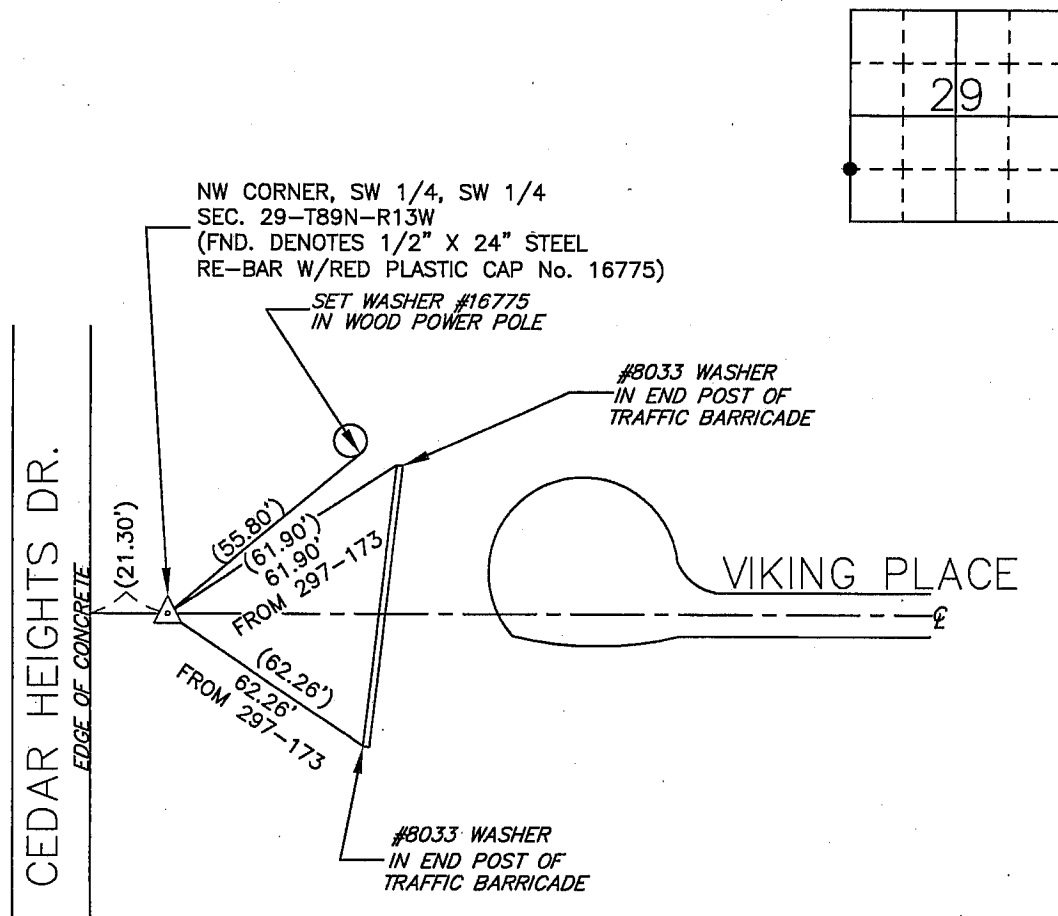 29
NW CORNER, SW 1/4, SW 1/4
SEC. 29-T89N-R13W
(FND. DENOTES 1/2" X 24" STEEL
RE-BAR W/RED PLASTIC CAP No. 16775)
SET WASHER #16775
IN WOOD POWER POLE
#8033 WASHER
IN END POST OF
TRAFFIC BARRICADE
CEDAR HEIGHTS DR.
EDGE OF CONCRETE
(21.30')
(55.80')
(61.90')
61.90'
FROM 297-173
VIKING PLACE
℄
(62.26')
62.26'
FROM 297-173
#8033 WASHER
IN END POST OF
TRAFFIC BARRICADE